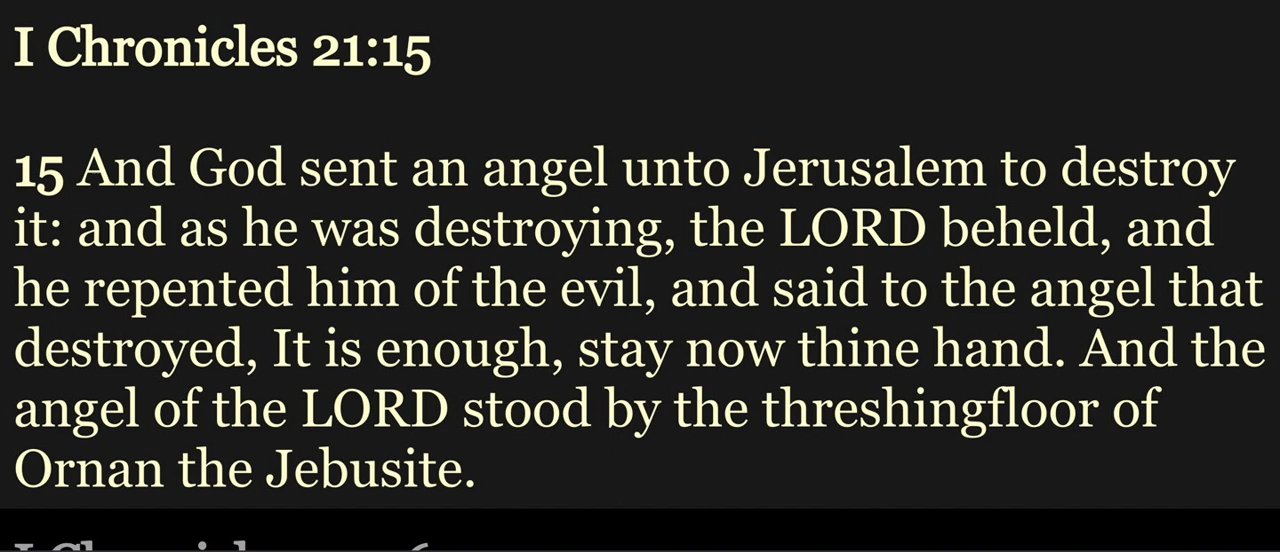 I Chronicles 21:15
15 And God sent an angel unto Jerusalem to destroy
it: and as he was destroying, the LORD beheld, and
he repented him of the evil, and said to the angel that
destroyed, It is enough, stay now thine hand. And the
angel of the LORD stood by the threshingfloor of
Ornan the Jebusite.